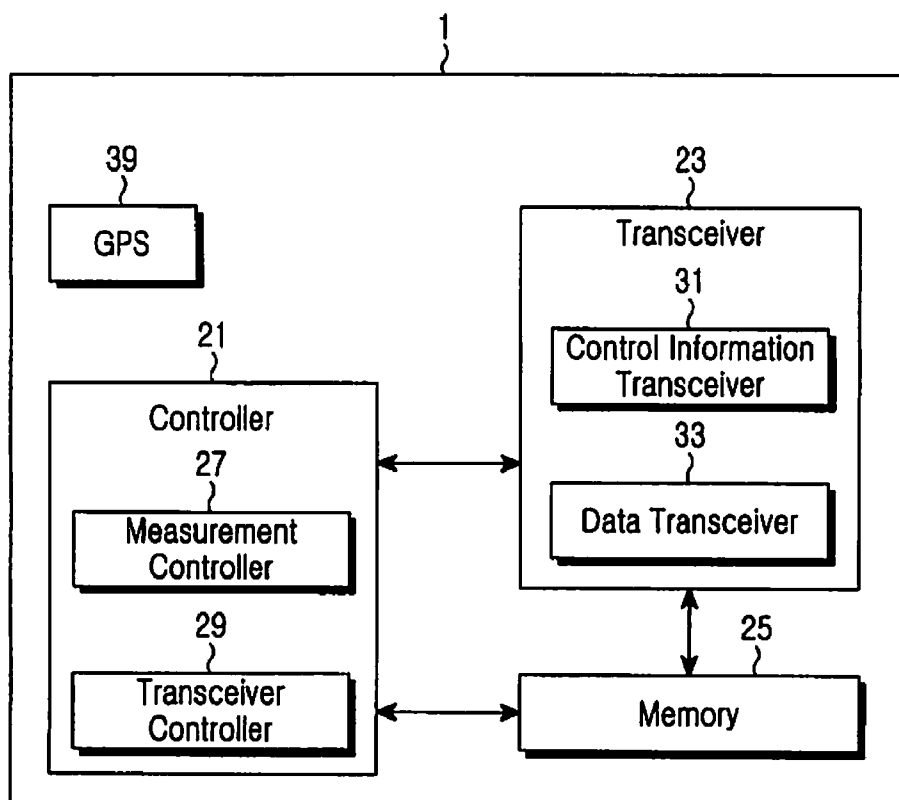 1
39
GPS
23
Transceiver
31
Control Information
Transceiver
33
Data Transceiver
21
Controller
27
Measurement
Controller
29
Transceiver
Controller
25
Memory